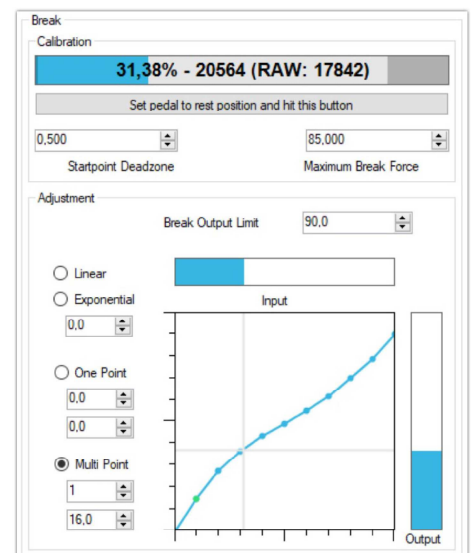 Break
Calibration
31,38% - 20564 (RAW: 17842)
Set pedal to rest position and hit this button
0,500 85,000
Startpoint Deadzone Maximum Break Force
Adjustment
Break Output Limit 90,0
Linear
Exponential Input
0,0
One Point
0,0
0,0
Multi Point
1
16,0
Output